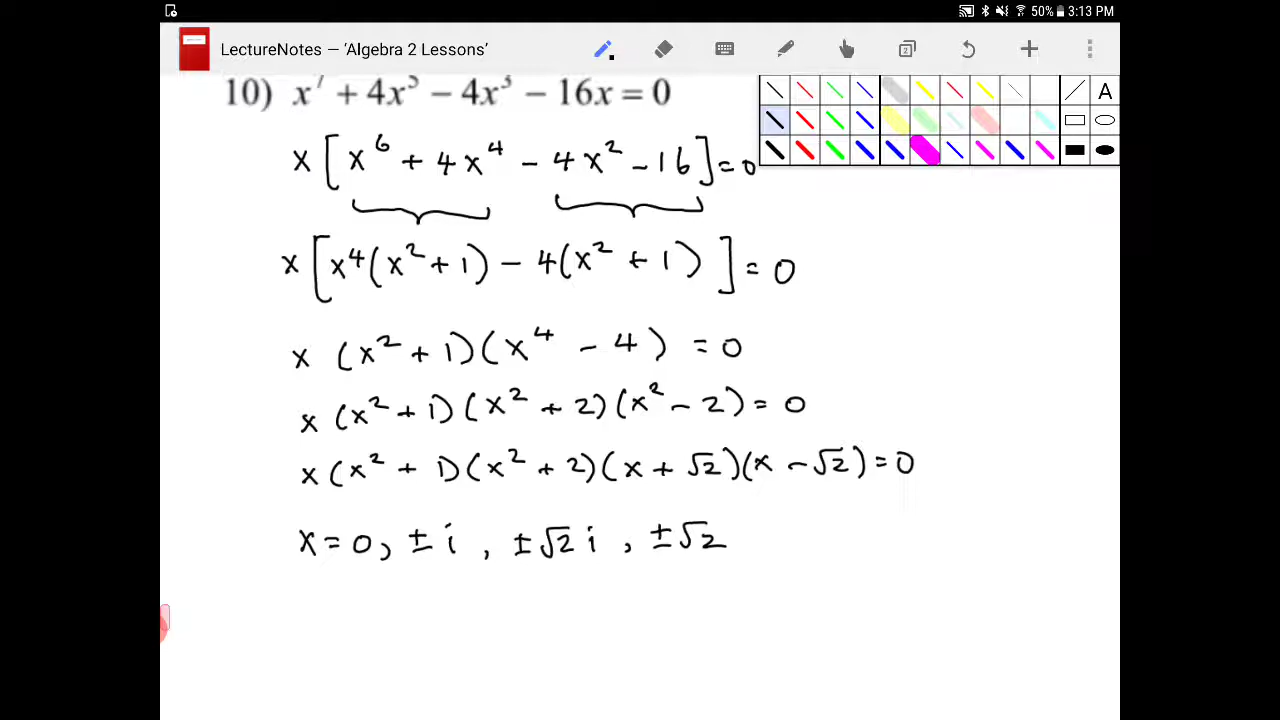 50% 3:13 PM
LectureNotes — ‘Algebra 2 Lessons’
2
A
10) x⁷ + 4x⁵ − 4x³ − 16x = 0
x[x⁶ + 4x⁴ − 4x² − 16] = 0
x[x⁴(x² + 1) − 4(x² + 1)] = 0
x (x² + 1)(x⁴ − 4) = 0
x (x² + 1)(x² + 2)(x² − 2) = 0
x(x² + 1)(x² + 2)(x + √2)(x − √2) = 0
x = 0, ± i , ±√2 i , ±√2